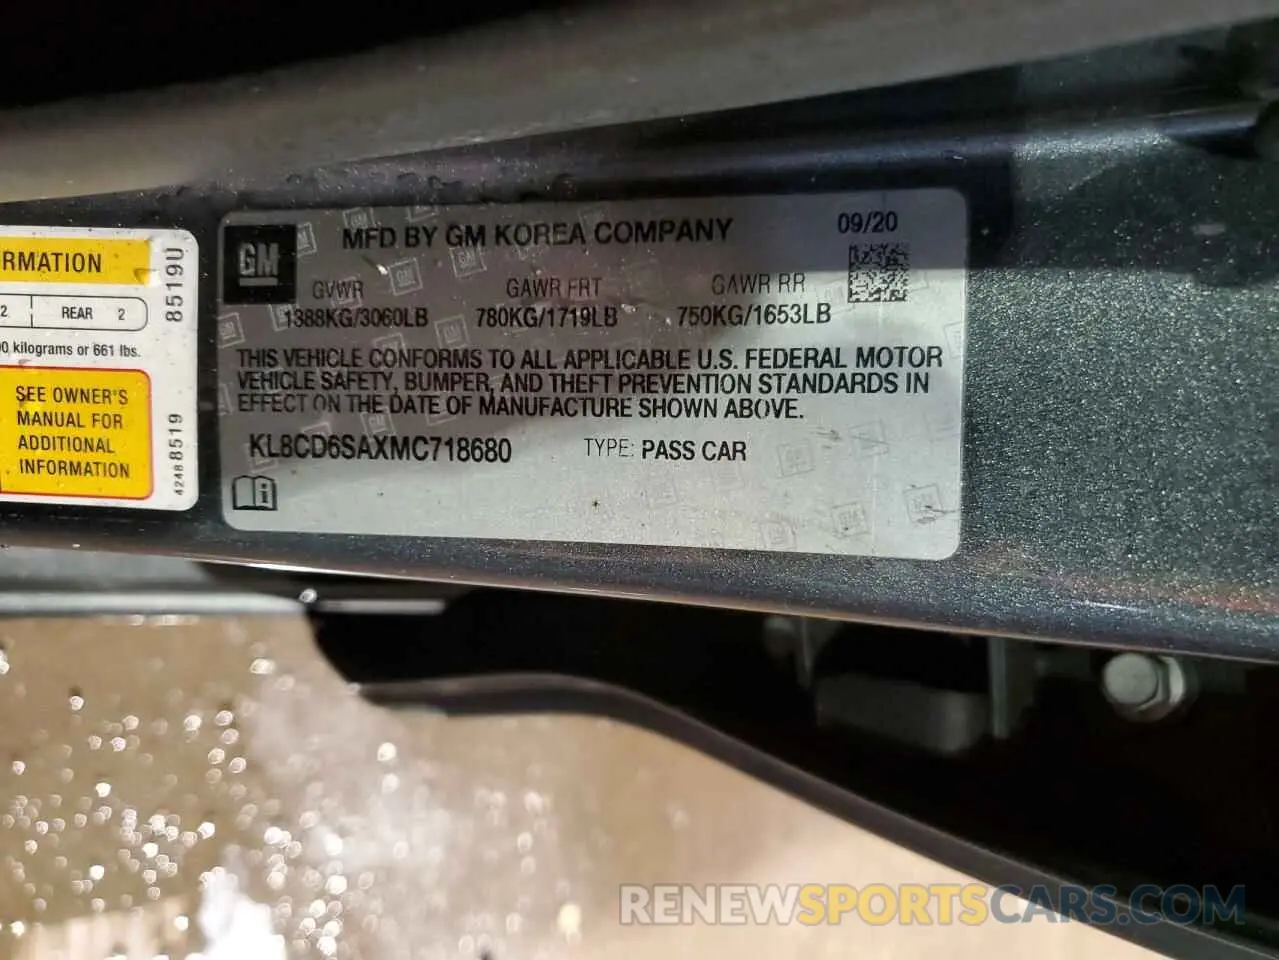 RMATION
2 REAR 2
0 kilograms or 661 lbs.
SEE OWNER'S
MANUAL FOR
ADDITIONAL
INFORMATION
8519U
42488519
GM
MFD BY GM KOREA COMPANY 09/20
GVWR GAWR FRT GAWR RR
1388KG/3060LB 780KG/1719LB 750KG/1653LB
THIS VEHICLE CONFORMS TO ALL APPLICABLE U.S. FEDERAL MOTOR
VEHICLE SAFETY, BUMPER, AND THEFT PREVENTION STANDARDS IN
EFFECT ON THE DATE OF MANUFACTURE SHOWN ABOVE.
KL8CD6SAXMC718680 TYPE: PASS CAR
RENEWSPORTSCARS.COM